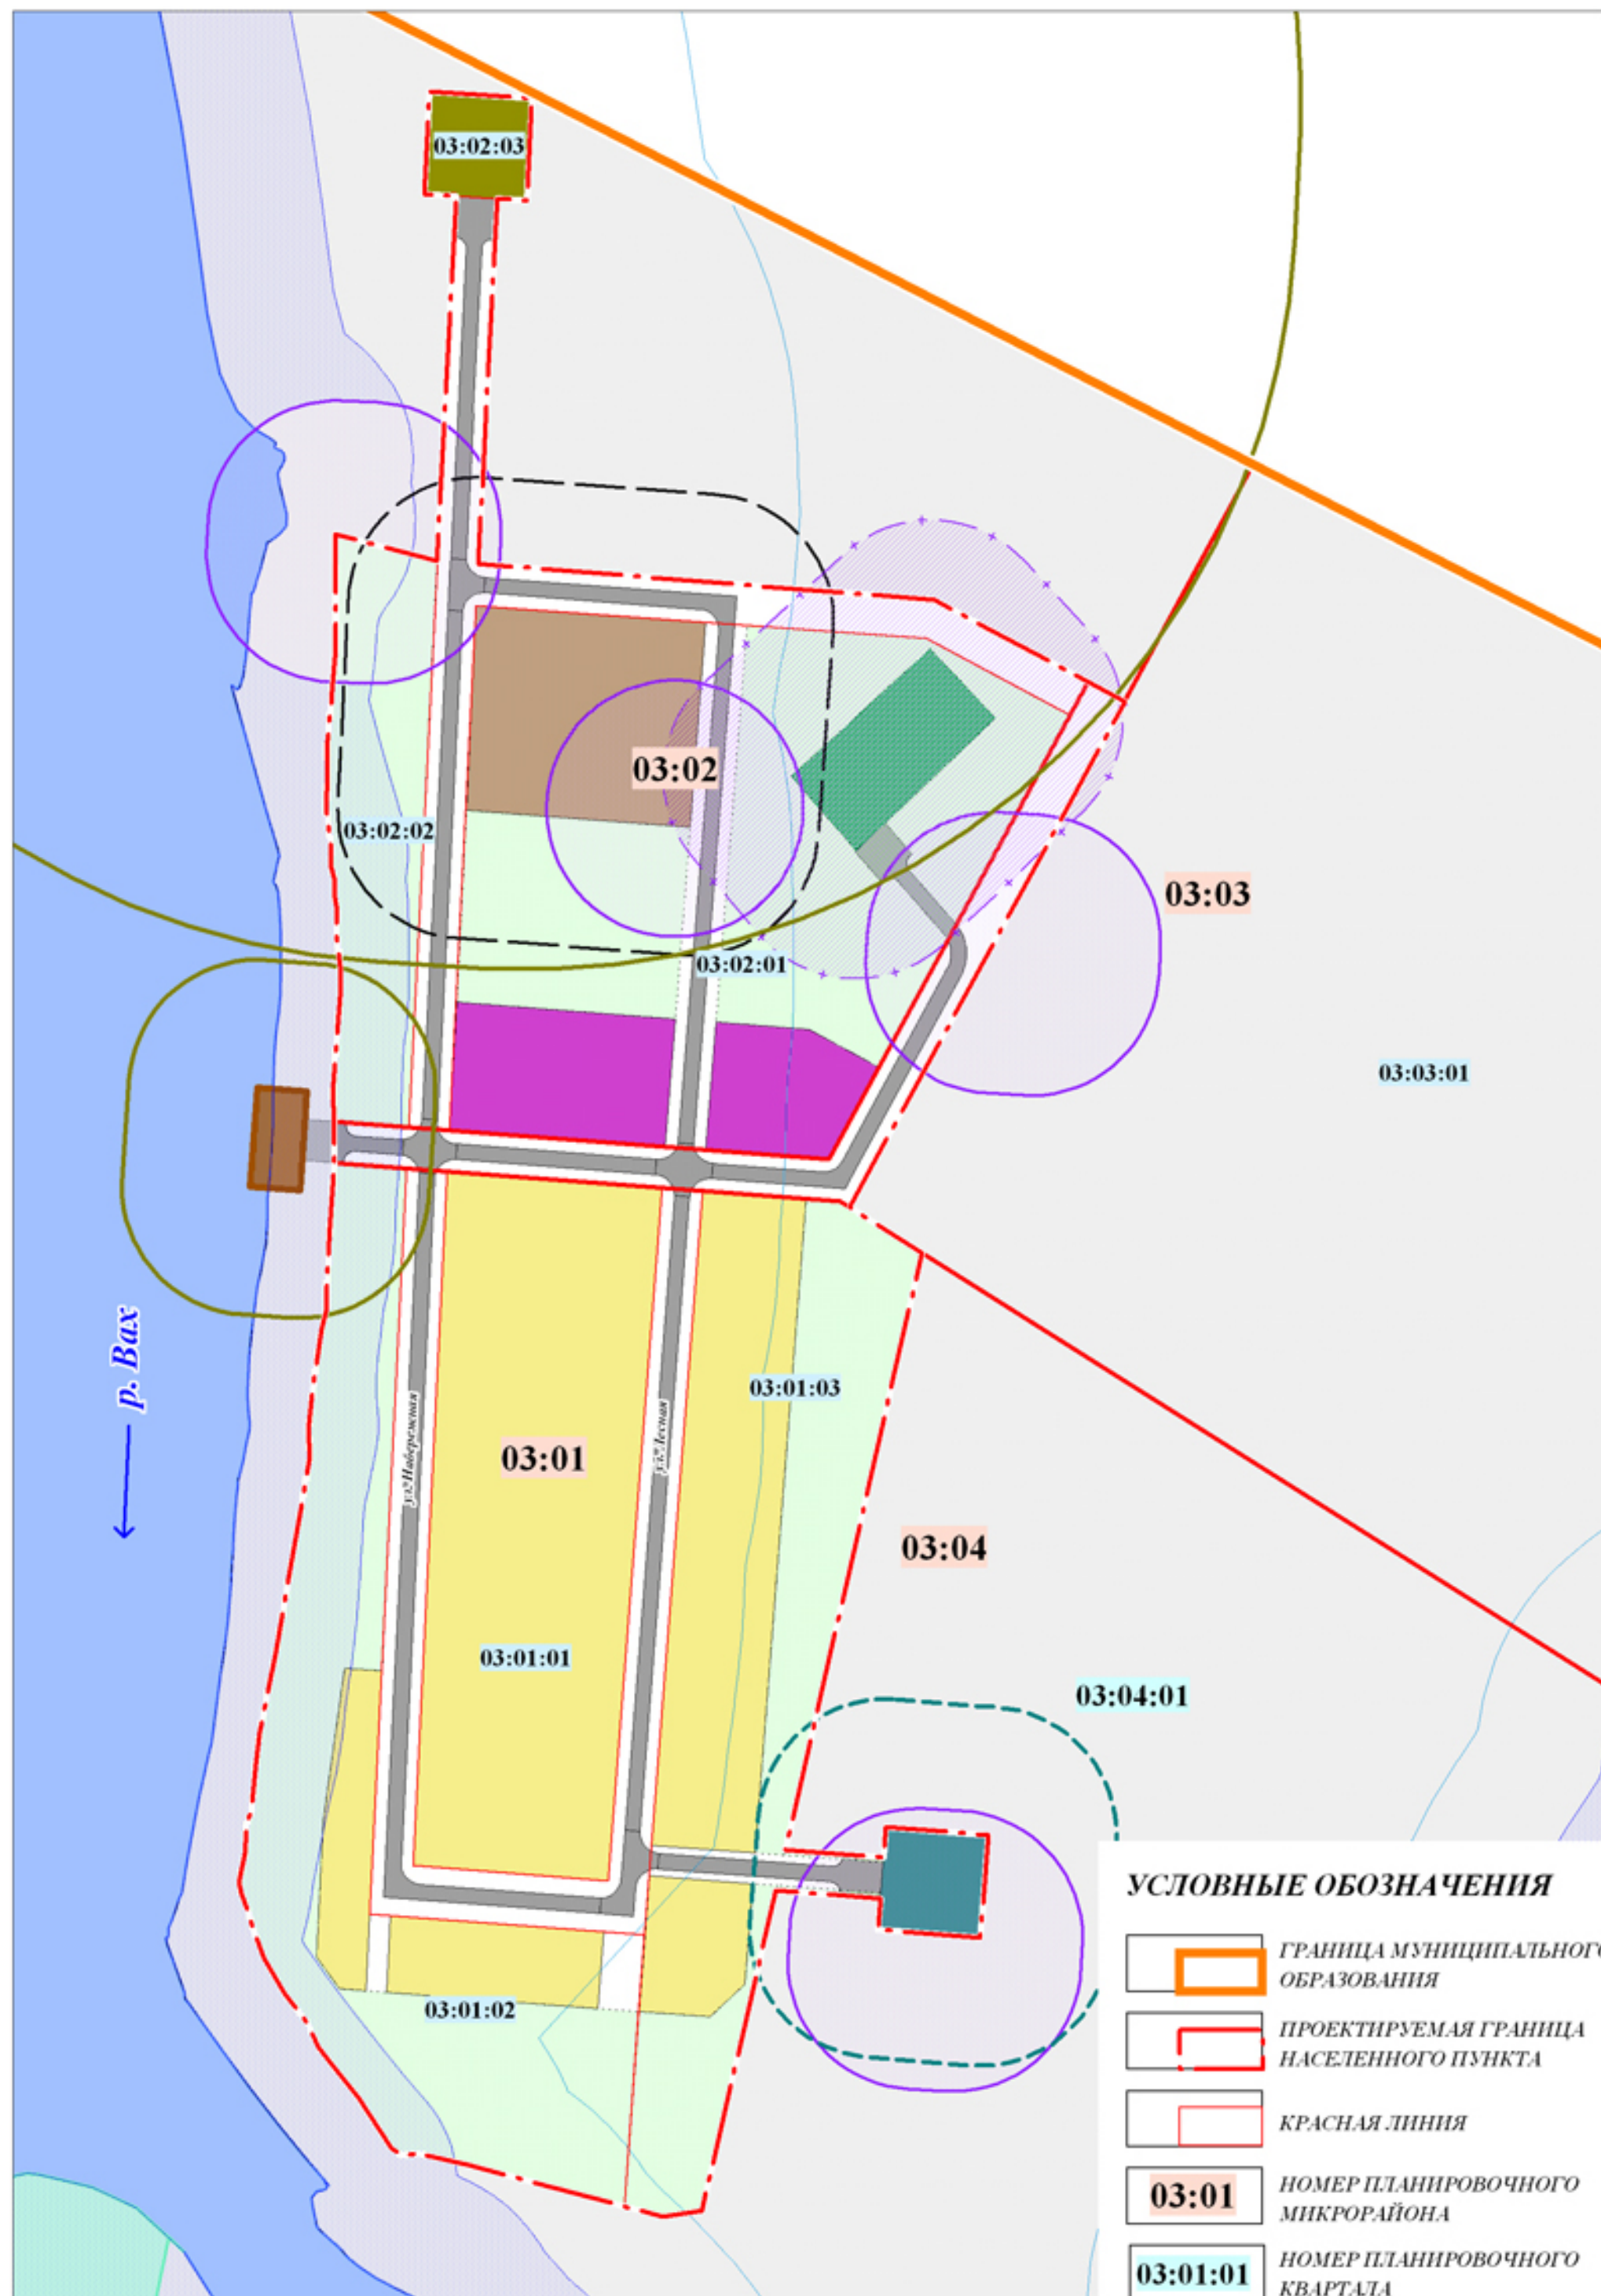 03:02:03
03:02
03:02:02
03:03
03:02:01
03:03:01
р. Вах
03:01:03
ул. Набережная
ул. Лесная
03:01
03:04
03:01:01
03:04:01
03:01:02
УСЛОВНЫЕ ОБОЗНАЧЕНИЯ
ГРАНИЦА МУНИЦИПАЛЬНОГО
ОБРАЗОВАНИЯ
ПРОЕКТИРУЕМАЯ ГРАНИЦА
НАСЕЛЕННОГО ПУНКТА
КРАСНАЯ ЛИНИЯ
03:01
НОМЕР ПЛАНИРОВОЧНОГО
МИКРОРАЙОНА
03:01:01
НОМЕР ПЛАНИРОВОЧНОГО
КВАРТАЛА